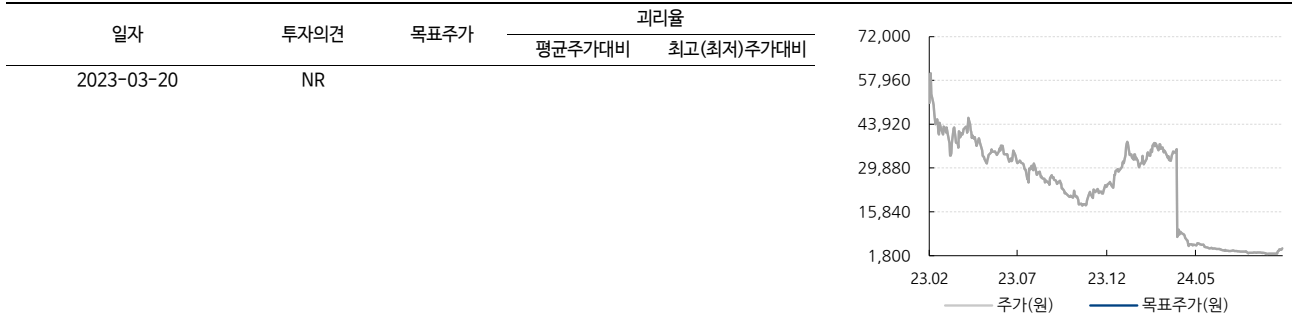 일자 투자의견 목표주가 괴리율
평균주가대비 최고(최저)주가대비
2023-03-20 NR
72,000
57,960
43,920
29,880
15,840
1,800
23.02 23.07 23.12 24.05
주가(원) 목표주가(원)